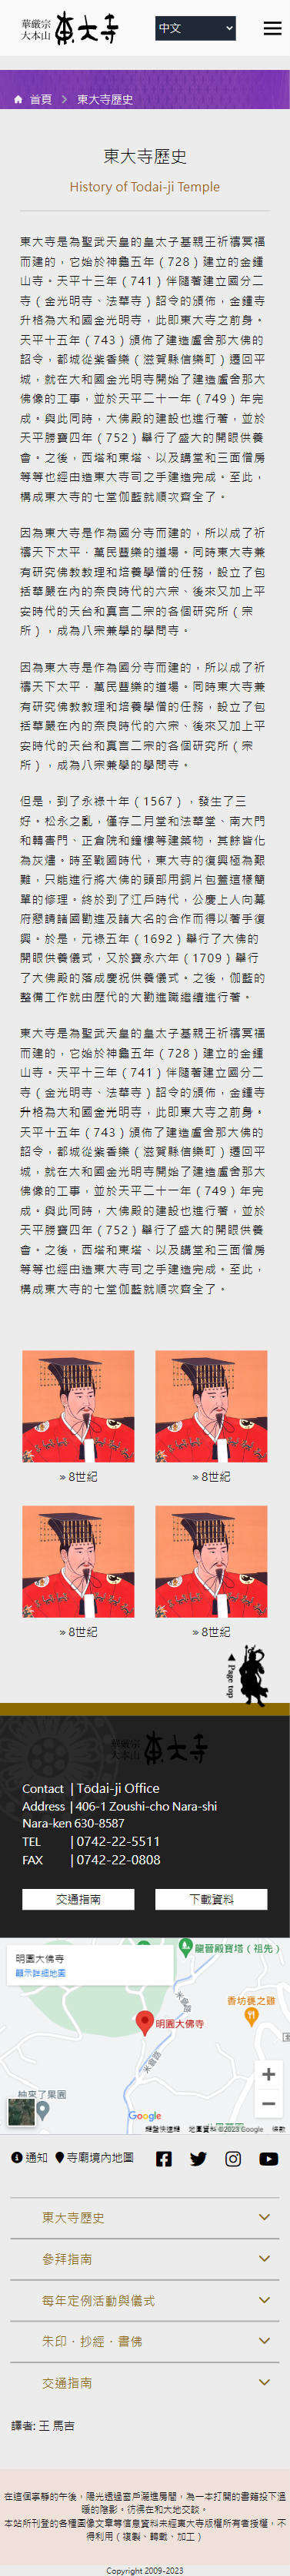 華厳宗
大本山
東大寺
中文
首頁 東大寺歷史
東大寺歷史
History of Todai-ji Temple
東大寺是為聖武天皇的皇太子基親王祈禱冥福
而建的，它始於神龜五年（728）建立的金鍾
山寺。天平十三年（741）伴隨著建立國分二
寺（金光明寺、法華寺）詔令的頒佈，金鍾寺
升格為大和國金光明寺，此即東大寺之前身。
天平十五年（743）頒佈了建造盧舍那大佛的
詔令，都城從紫香樂（滋賀縣信樂町）遷回平
城，就在大和國金光明寺開始了建造盧舍那大
佛像的工事，並於天平二十一年（749）年完
成。與此同時，大佛殿的建設也進行著，並於
天平勝寶四年（752）舉行了盛大的開眼供養
會。之後，西塔和東塔、以及講堂和三面僧房
等等也經由造東大寺司之手建造完成。至此，
構成東大寺的七堂伽藍就順次齊全了。
因為東大寺是作為國分寺而建的，所以成了祈
禱天下太平，萬民豐樂的道場。同時東大寺兼
有研究佛教教理和培養學僧的任務，設立了包
括華嚴在內的奈良時代的六宗、後來又加上平
安時代的天台和真言二宗的各個研究所（宗
所），成為八宗兼學的學問寺。
因為東大寺是作為國分寺而建的，所以成了祈
禱天下太平，萬民豐樂的道場。同時東大寺兼
有研究佛教教理和培養學僧的任務，設立了包
括華嚴在內的奈良時代的六宗、後來又加上平
安時代的天台和真言二宗的各個研究所（宗
所），成為八宗兼學的學問寺。
但是，到了永祿十年（1567），發生了三
好。松永之亂，僅存二月堂和法華堂、南大門
和轉害門、正倉院和鐘樓等建築物，其餘皆化
為灰燼。時至戰國時代，東大寺的復興極為艱
難，只能進行將大佛的頭部用銅片包蓋這樣簡
單的修理。終於到了江戶時代，公慶上人向幕
府懇請諸國勸進及諸大名的合作而得以著手復
興。於是，元祿五年（1692）舉行了大佛的
開眼供養儀式，又於寶永六年（1709）舉行
了大佛殿的落成慶祝供養儀式。之後，伽藍的
整備工作就由歷代的大勸進職繼續進行著。
東大寺是為聖武天皇的皇太子基親王祈禱冥福
而建的，它始於神龜五年（728）建立的金鍾
山寺。天平十三年（741）伴隨著建立國分二
寺（金光明寺、法華寺）詔令的頒佈，金鍾寺
升格為大和國金光明寺，此即東大寺之前身。
天平十五年（743）頒佈了建造盧舍那大佛的
詔令，都城從紫香樂（滋賀縣信樂町）遷回平
城，就在大和國金光明寺開始了建造盧舍那大
佛像的工事，並於天平二十一年（749）年完
成。與此同時，大佛殿的建設也進行著，並於
天平勝寶四年（752）舉行了盛大的開眼供養
會。之後，西塔和東塔、以及講堂和三面僧房
等等也經由造東大寺司之手建造完成。至此，
構成東大寺的七堂伽藍就順次齊全了。
» 8世紀 » 8世紀
» 8世紀 » 8世紀
▲ Page top
華厳宗
大本山
東大寺
Contact | Tōdai-ji Office
Address | 406-1 Zoushi-cho Nara-shi
Nara-ken 630-8587
TEL | 0742-22-5511
FAX | 0742-22-0808
交通指南 下載資料
明圓大佛寺
顯示詳細地圖
龍晉殿寶塔（祖先）
米倉路
香坊甕之雞
明圓大佛寺
米倉路
柚來了果園
Google
鍵盤快速鍵 地圖資料 ©2023 Google 條款
通知 寺廟境內地圖
東大寺歷史
參拜指南
每年定例活動與儀式
朱印．抄經．書佛
交通指南
譯者: 王 馬吉
在這個寧靜的午後，陽光透過窗戶灑進房間，為一本打開的書籍投下溫
暖的陰影。彷彿在和大地交談。
本站所刊登的各種圖像文章等信息資料未經東大寺版權所有者授權，不
得利用（複製、轉載、加工）
Copyright 2009-2023